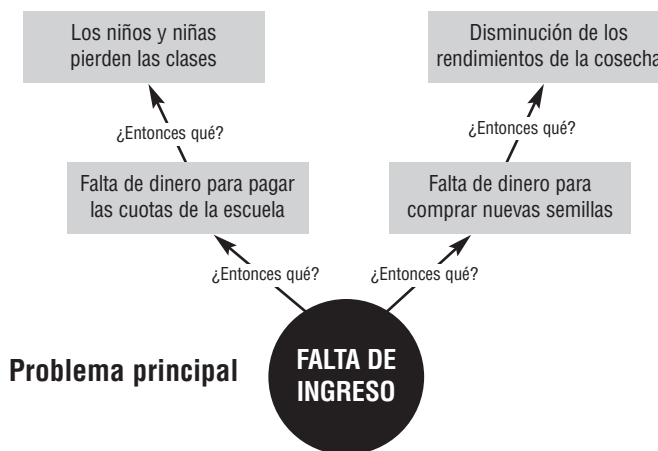 Los niños y niñas
pierden las clases
Disminución de los
rendimientos de la cosecha
¿Entonces qué?
¿Entonces qué?
Falta de dinero para pagar
las cuotas de la escuela
Falta de dinero para
comprar nuevas semillas
¿Entonces qué?
¿Entonces qué?
Problema principal
FALTA DE
INGRESO